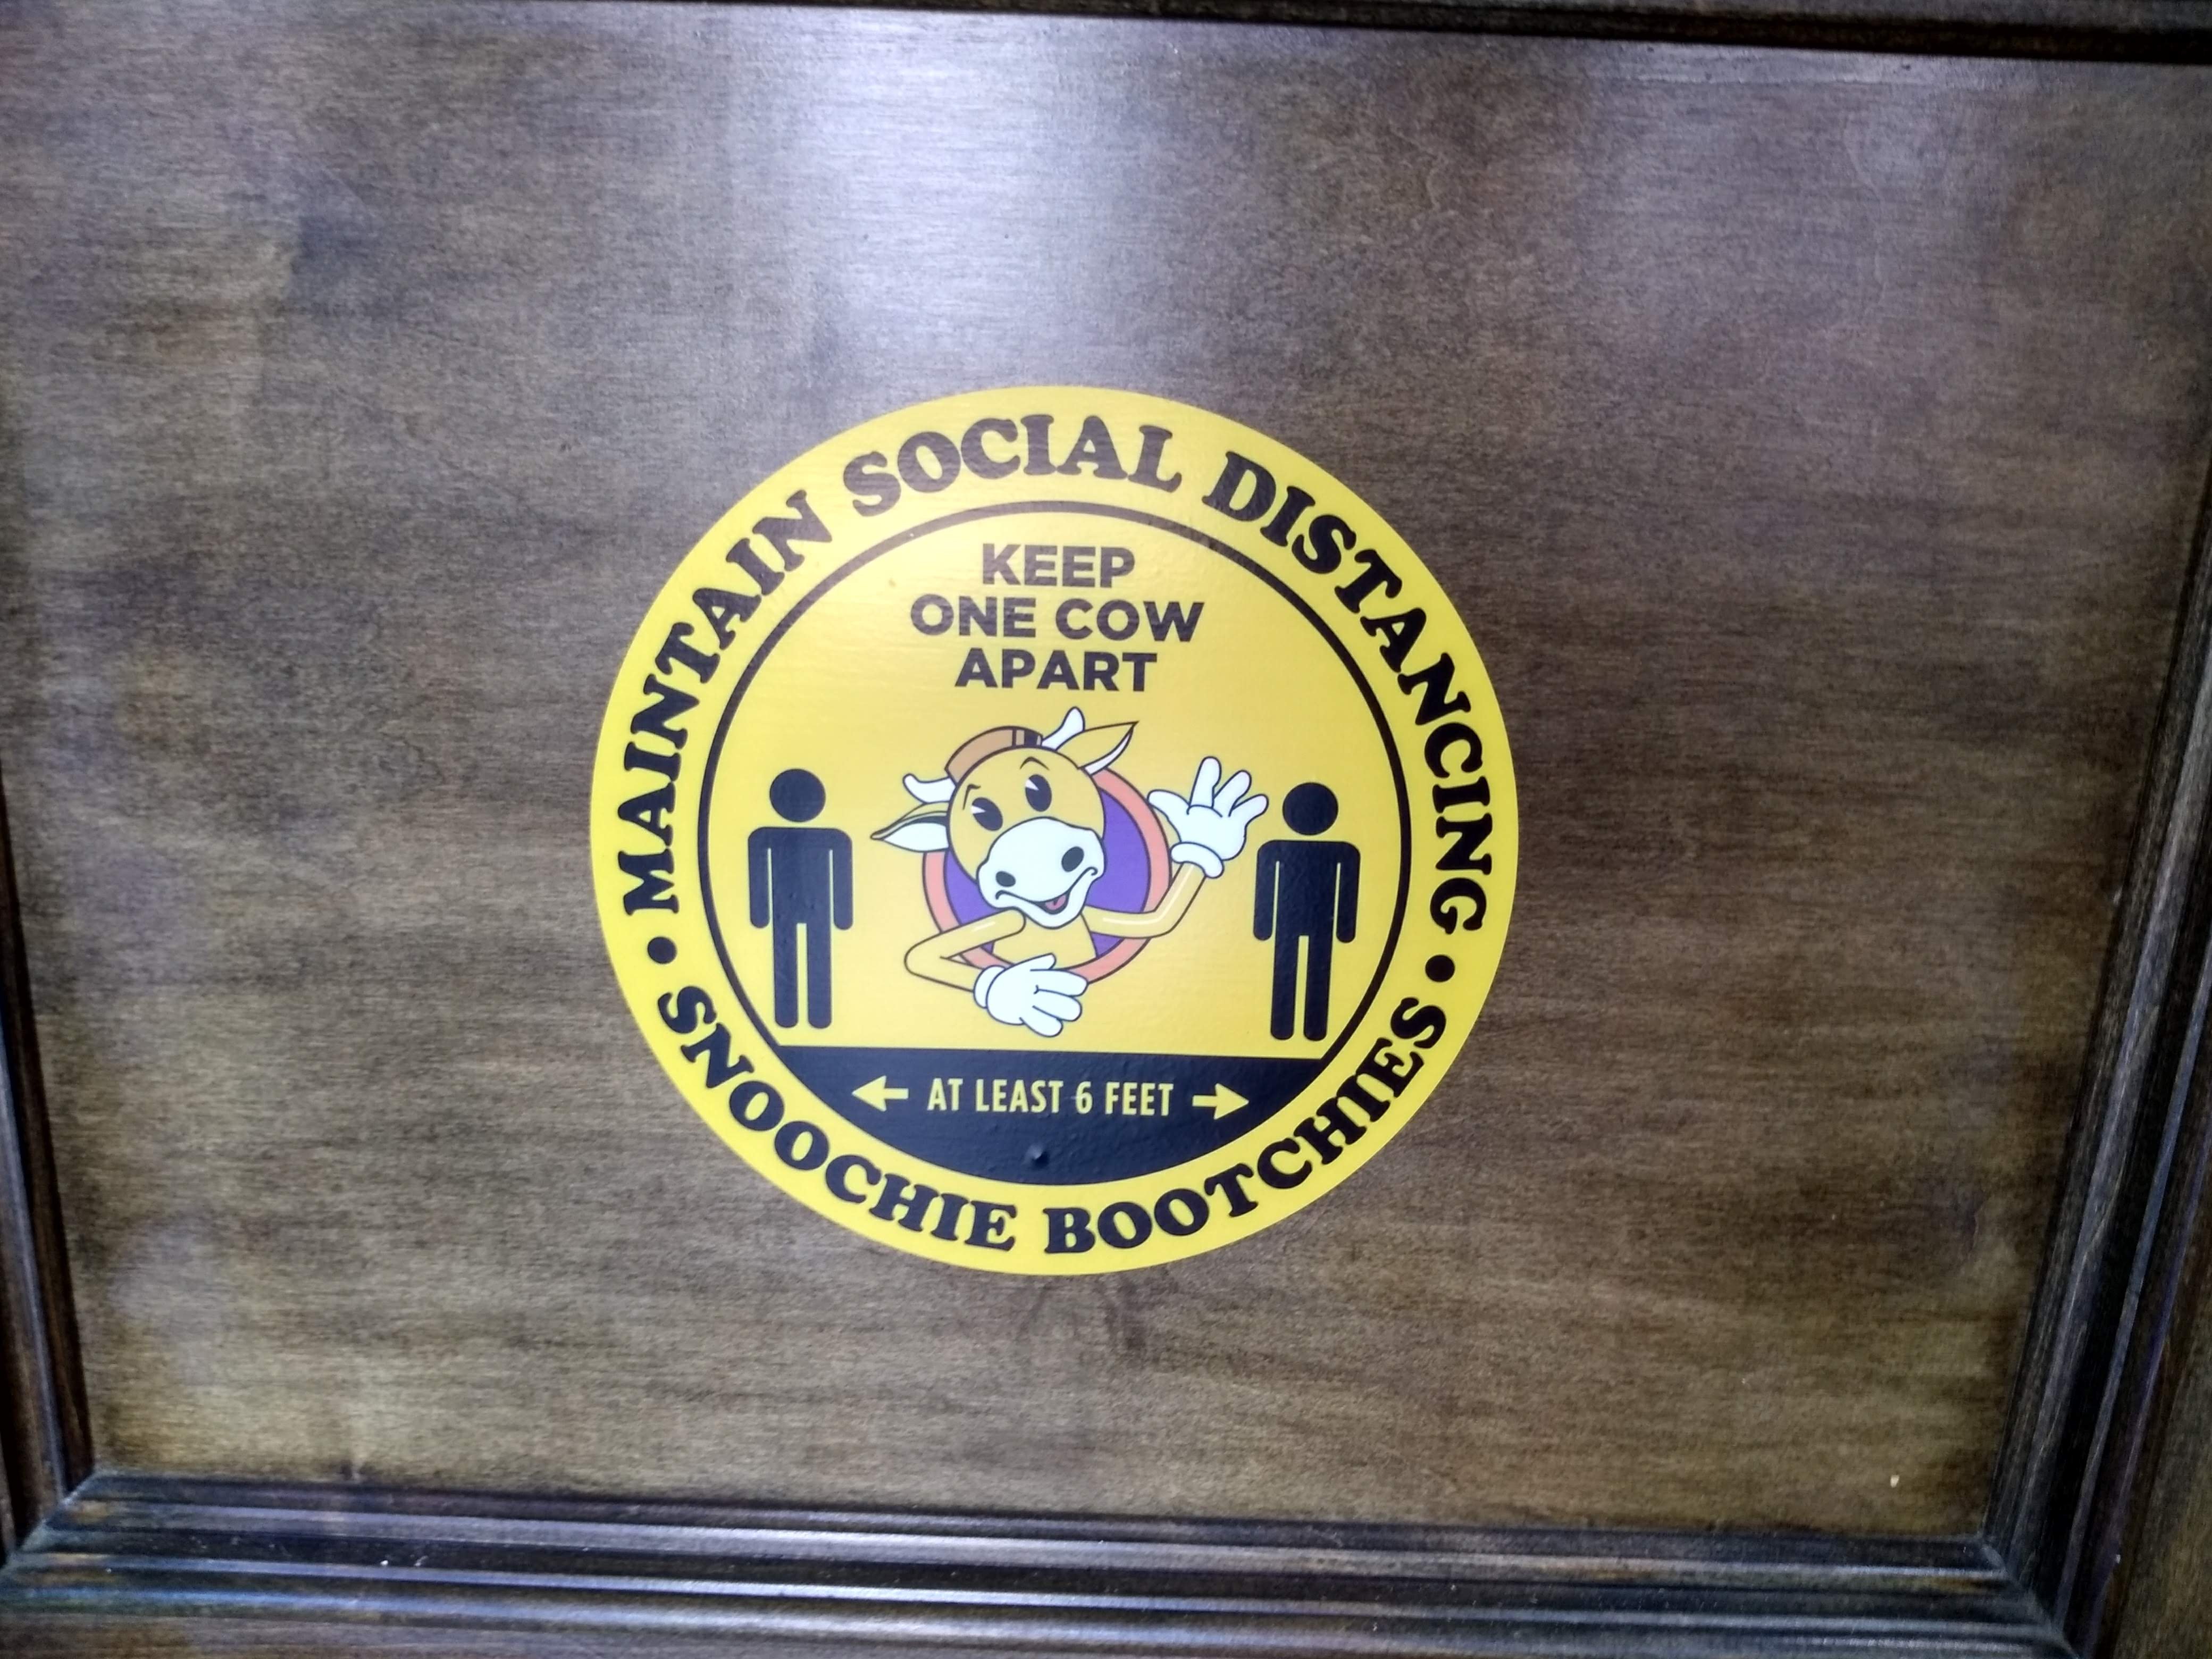 MAINTAIN SOCIAL DISTANCING
KEEP
ONE COW
APART
← AT LEAST 6 FEET →
• SNOOCHIE BOOTCHIES •